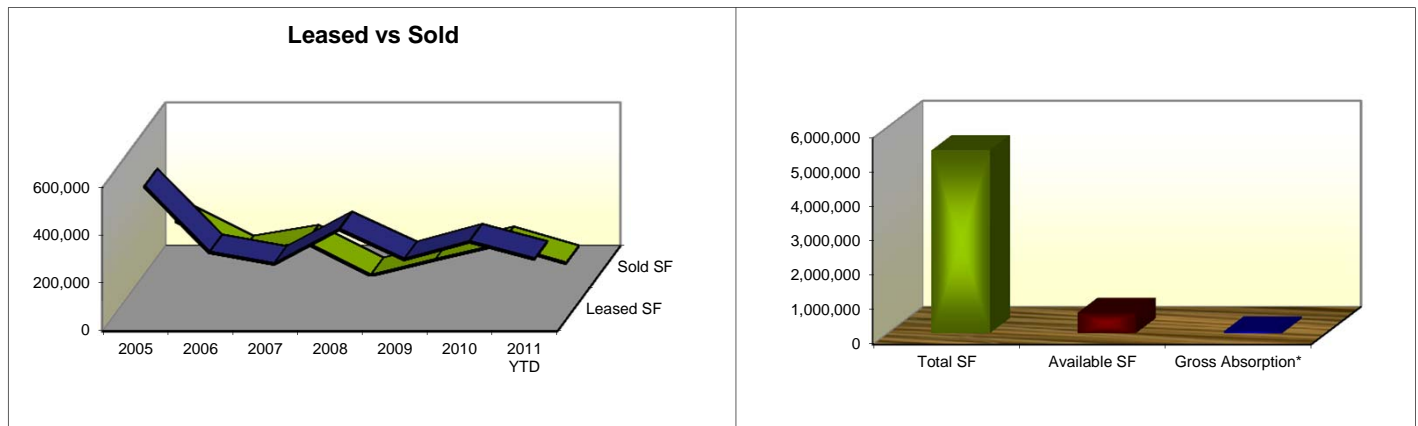 Leased vs Sold
600,000
400,000
200,000
0
2005 2006 2007 2008 2009 2010 2011
YTD
Sold SF
Leased SF
6,000,000
5,000,000
4,000,000
3,000,000
2,000,000
1,000,000
0
Total SF Available SF Gross Absorption*